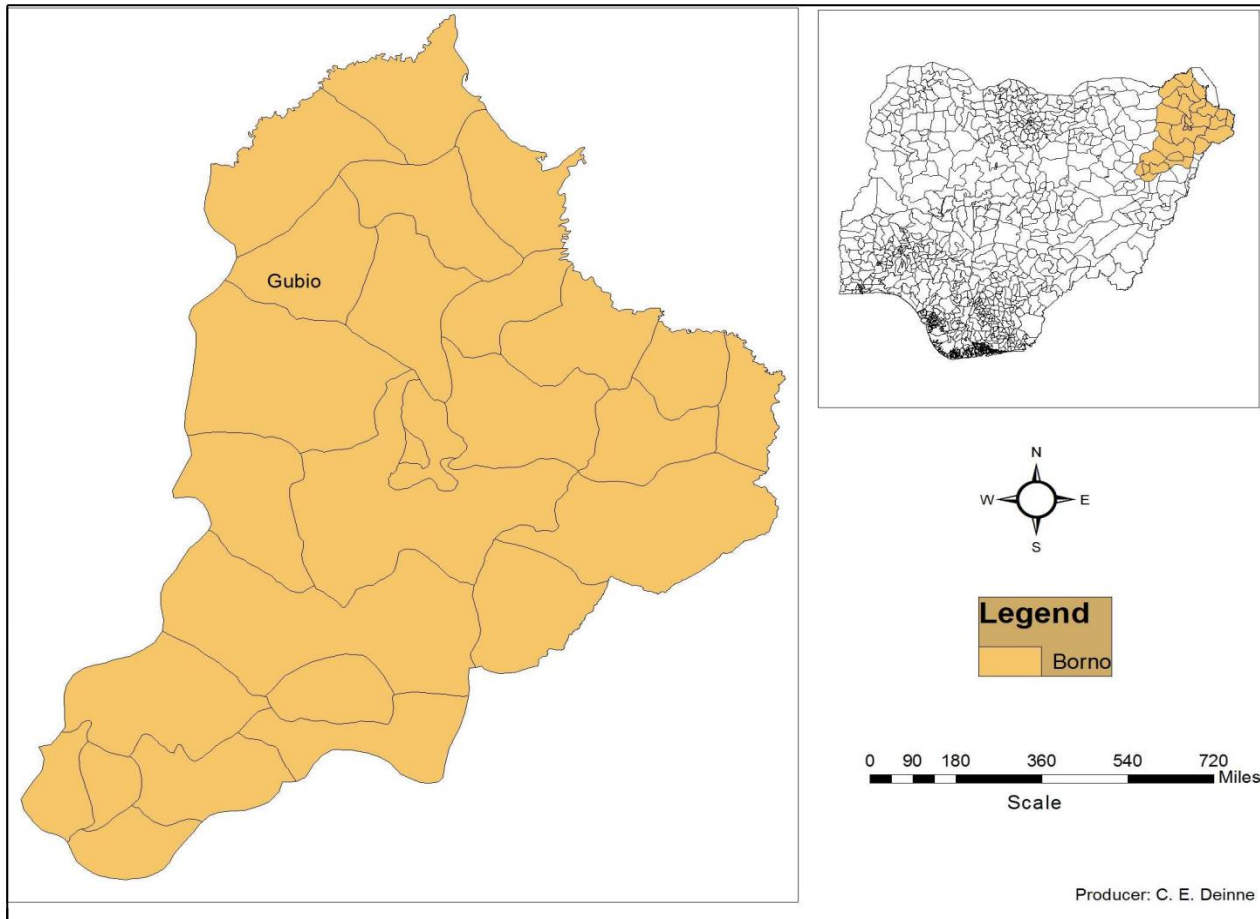 Gubio
N
W E
S
Legend
Borno
0 90 180 360 540 720
Miles
Scale
Producer: C. E. Deinne